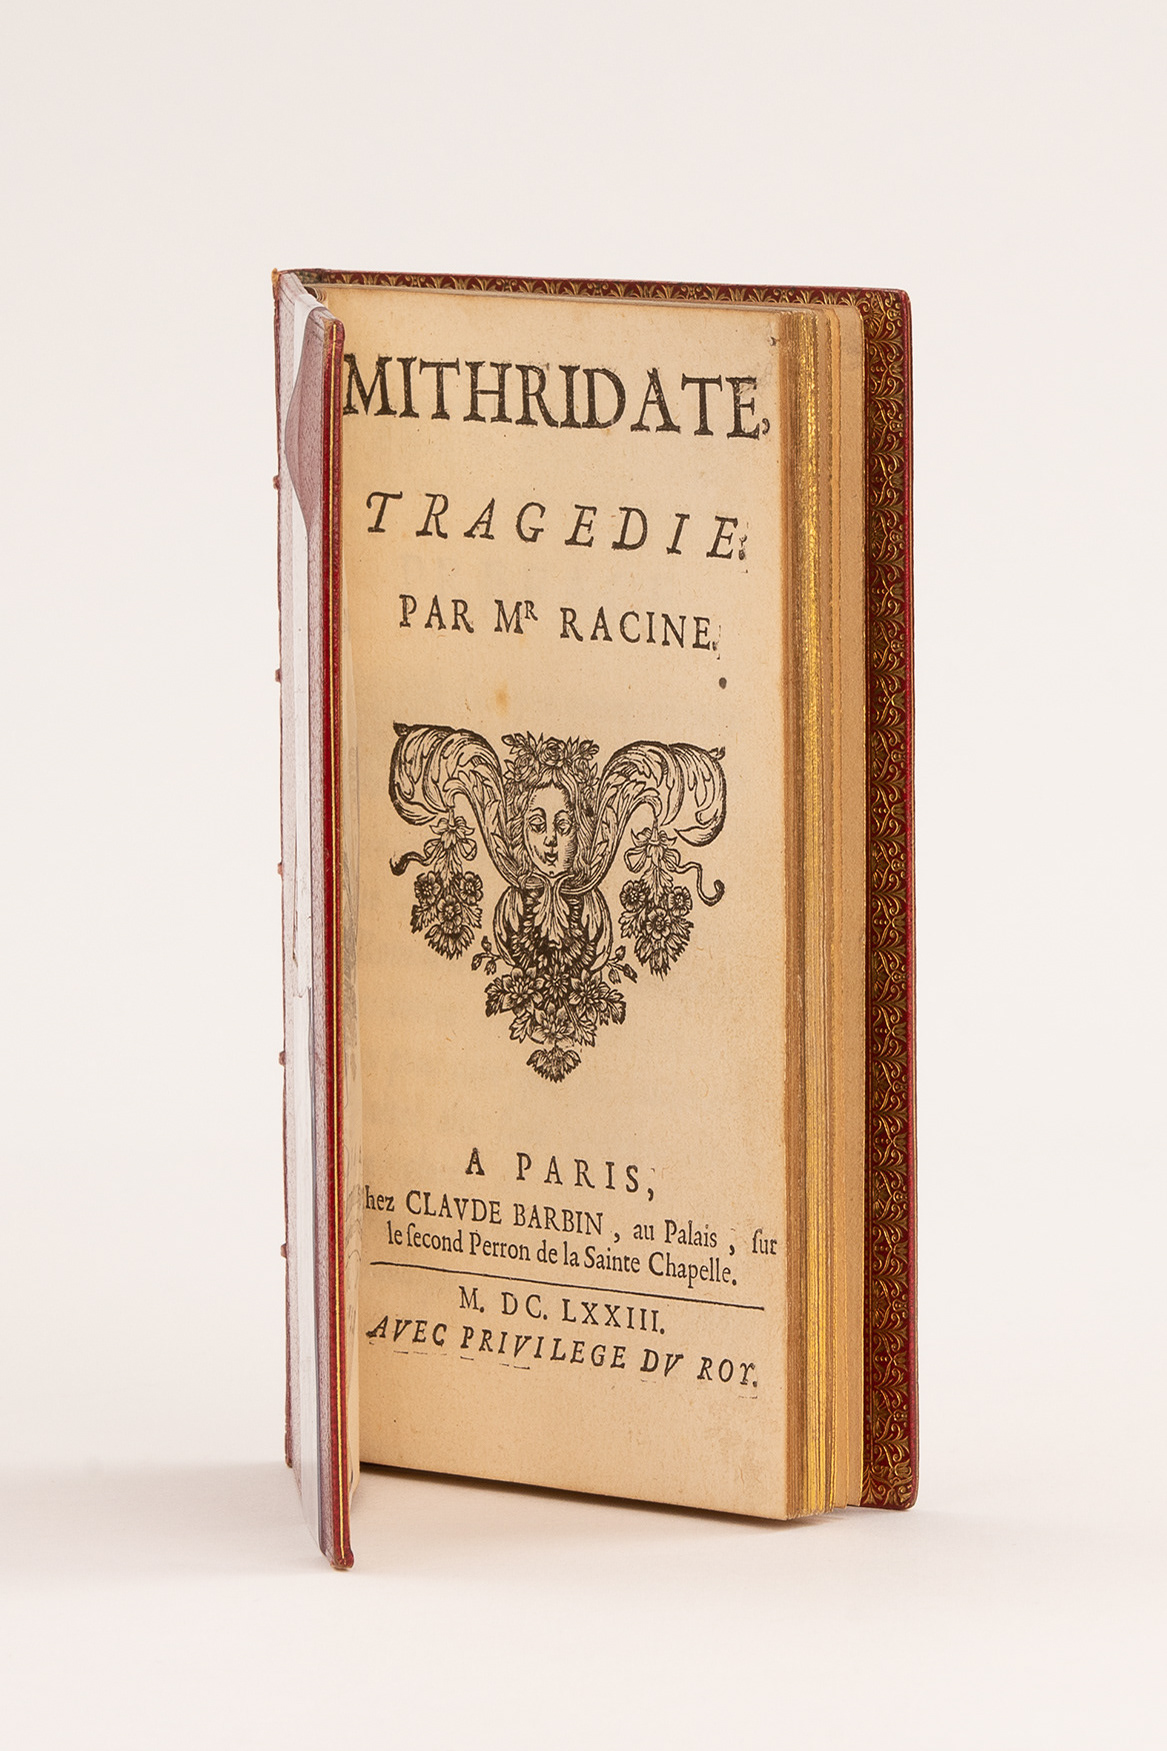 MITHRIDATE,
TRAGEDIE.
PAR MR RACINE.
A PARIS,
hez CLAVDE BARBIN, au Palais, ſur
le ſecond Perron de la Sainte Chapelle.
M. DC. LXXIII.
AVEC PRIVILEGE DV ROY.